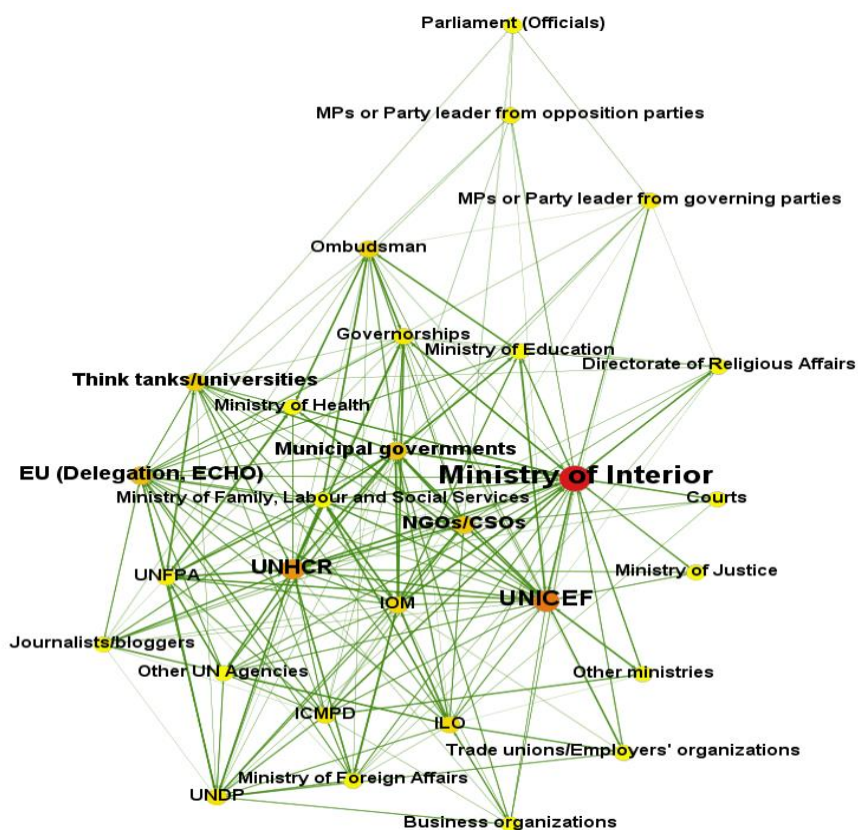 Parliament (Officials)
MPs or Party leader from opposition parties
MPs or Party leader from governing parties
Ombudsman
Governorships
Ministry of Education
Directorate of Religious Affairs
Think tanks/universities
Ministry of Health
Municipal governments
EU (Delegation, ECHO)
Ministry of Interior
Ministry of Family, Labour and Social Services
Courts
NGOs/CSOs
UNHCR
UNFPA
Ministry of Justice
UNICEF
IOM
Journalists/bloggers
Other UN Agencies
Other ministries
ICMPD
ILO
Trade unions/Employers' organizations
Ministry of Foreign Affairs
UNDP
Business organizations